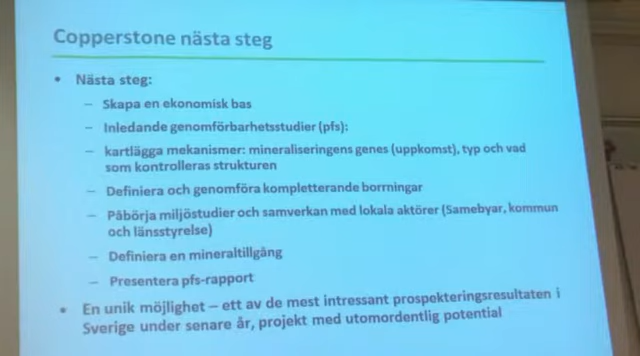 Copperstone nästa steg
• Nästa steg:
– Skapa en ekonomisk bas
– Inledande genomförbarhetsstudier (pfs):
– kartlägga mekanismer: mineraliseringens genes (uppkomst), typ och vad
som kontrolleras strukturen
– Definiera och genomföra kompletterande borrningar
– Påbörja miljöstudier och samverkan med lokala aktörer (Samebyar, kommun
och länsstyrelse)
– Definiera en mineraltillgång
– Presentera pfs-rapport
• En unik möjlighet – ett av de mest intressant prospekteringsresultaten i
Sverige under senare år, projekt med utomordentlig potential